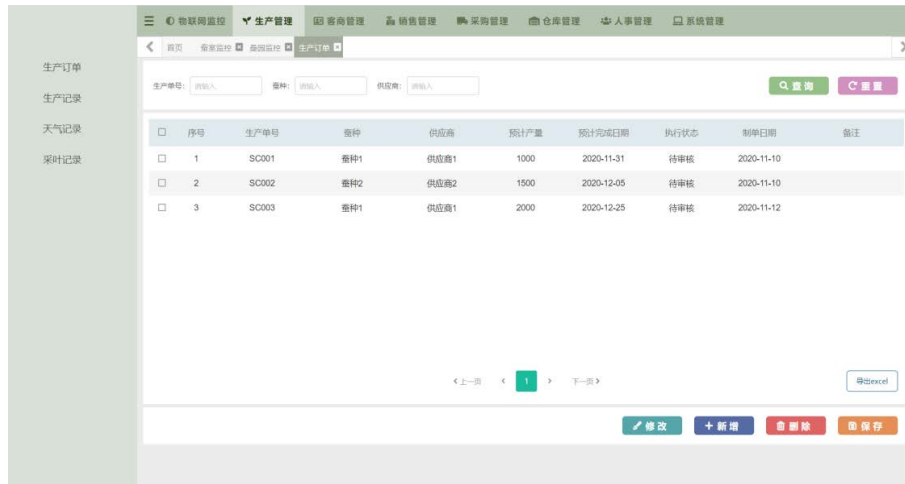 物联网监控 生产管理 客商管理 销售管理 采购管理 仓库管理 人事管理 系统管理
首页 蚕室监控 桑园监控 生产订单
生产订单
生产记录
天气记录
采叶记录
生产单号: 请输入 蚕种: 请输入 供应商: 请输入 查询 重置
序号 生产单号 蚕种 供应商 预计产量 预计完成日期 执行状态 制单日期 备注
1 SC001 蚕种1 供应商1 1000 2020-11-31 待审核 2020-11-10
2 SC002 蚕种2 供应商2 1500 2020-12-05 待审核 2020-11-10
3 SC003 蚕种1 供应商1 2000 2020-12-25 待审核 2020-11-12
上一页 1 下一页 导出excel
修改 新增 删除 保存